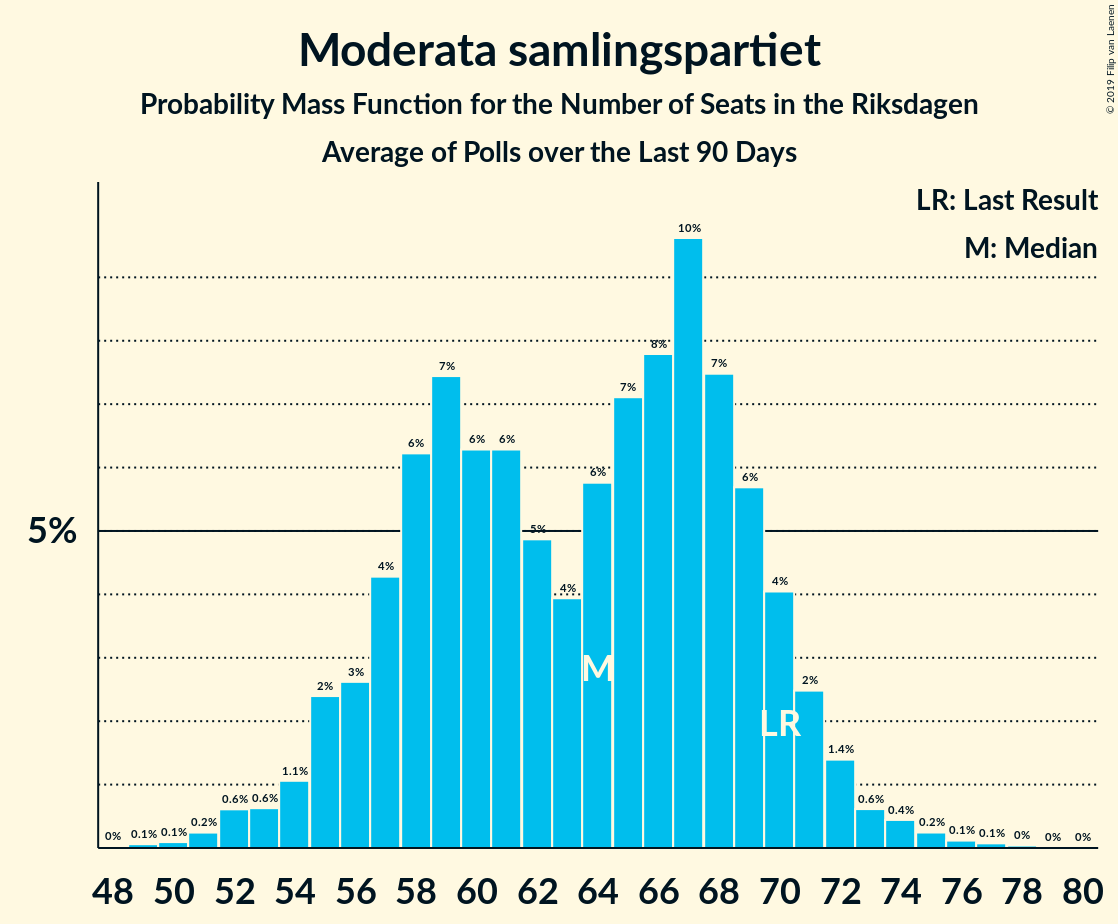 Moderata samlingspartiet
Probability Mass Function for the Number of Seats in the Riksdagen
Average of Polls over the Last 90 Days
© 2019 Filip van Laenen
LR: Last Result
M: Median
5%
0% 0.1% 0.1% 0.2% 0.6% 0.6% 1.1% 2% 3% 4% 6% 7% 6% 6% 5% 4% 6% 7% 8% 10% 7% 6% 4% 2% 1.4% 0.6% 0.4% 0.2% 0.1% 0.1% 0% 0% 0%
M
LR
48 50 52 54 56 58 60 62 64 66 68 70 72 74 76 78 80